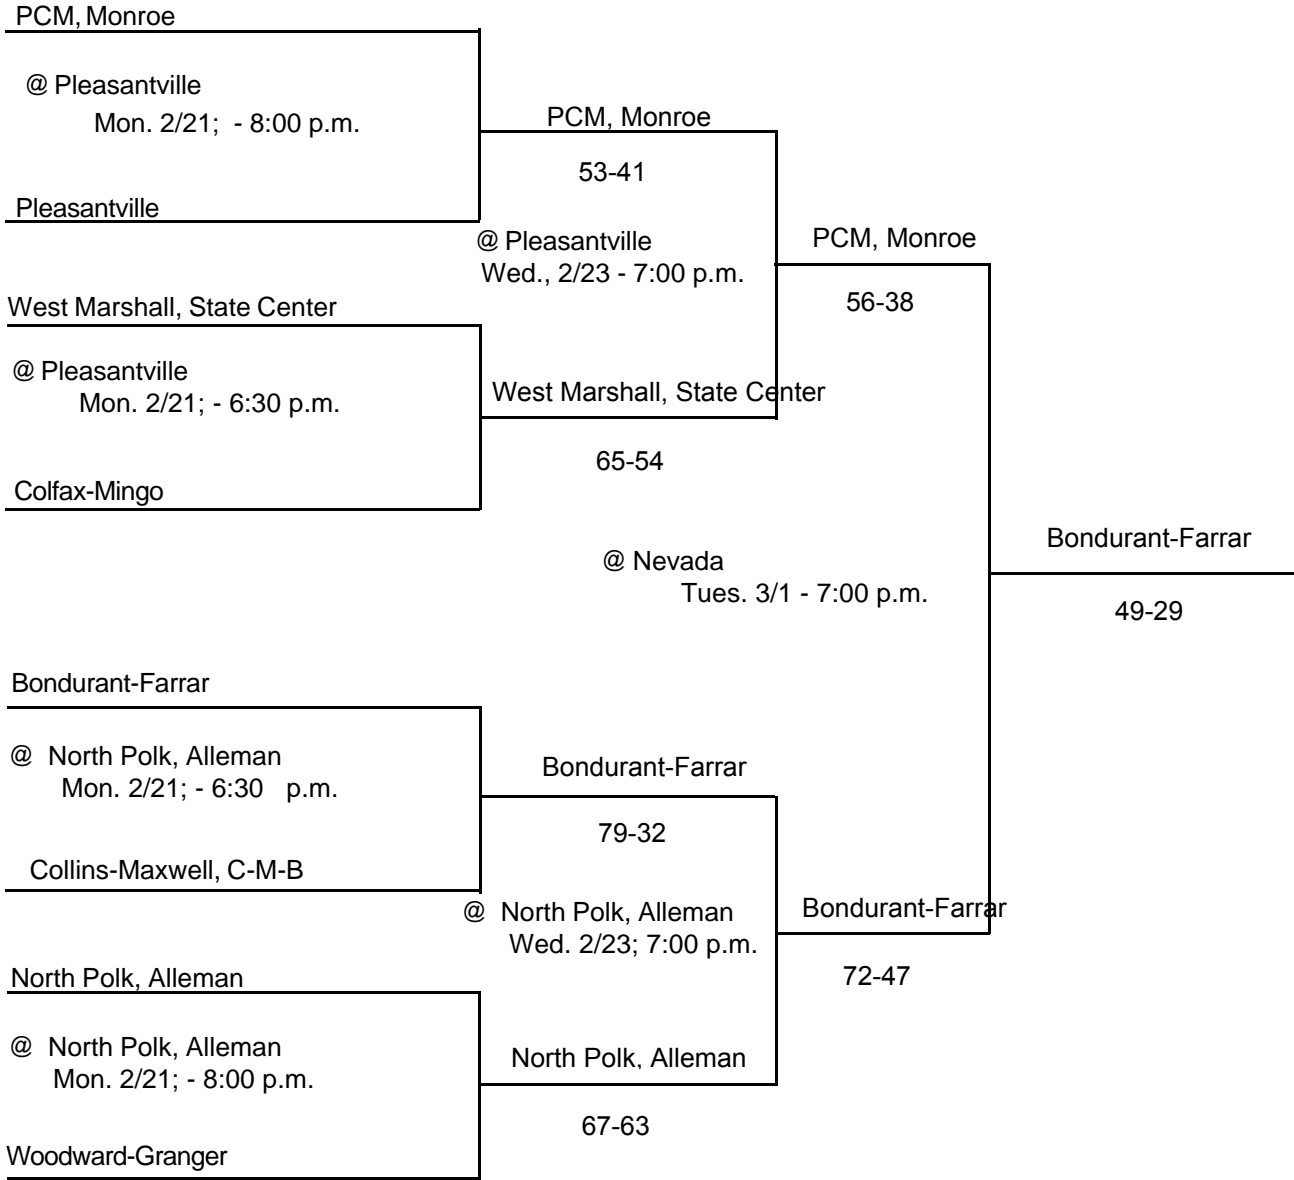 PCM, Monroe
@ Pleasantville
Mon. 2/21;  - 8:00 p.m.
PCM, Monroe
53-41
Pleasantville
@ Pleasantville
Wed., 2/23 - 7:00 p.m.
PCM, Monroe
56-38
West Marshall, State Center
@ Pleasantville
Mon. 2/21; - 6:30 p.m.
West Marshall, State Center
65-54
Colfax-Mingo
@ Nevada
Tues. 3/1 - 7:00 p.m.
Bondurant-Farrar
49-29
Bondurant-Farrar
@  North Polk, Alleman
Mon. 2/21; - 6:30   p.m.
Bondurant-Farrar
79-32
Collins-Maxwell, C-M-B
@  North Polk, Alleman
Wed. 2/23; 7:00 p.m.
Bondurant-Farrar
72-47
North Polk, Alleman
@  North Polk, Alleman
Mon. 2/21; - 8:00 p.m.
North Polk, Alleman
67-63
Woodward-Granger